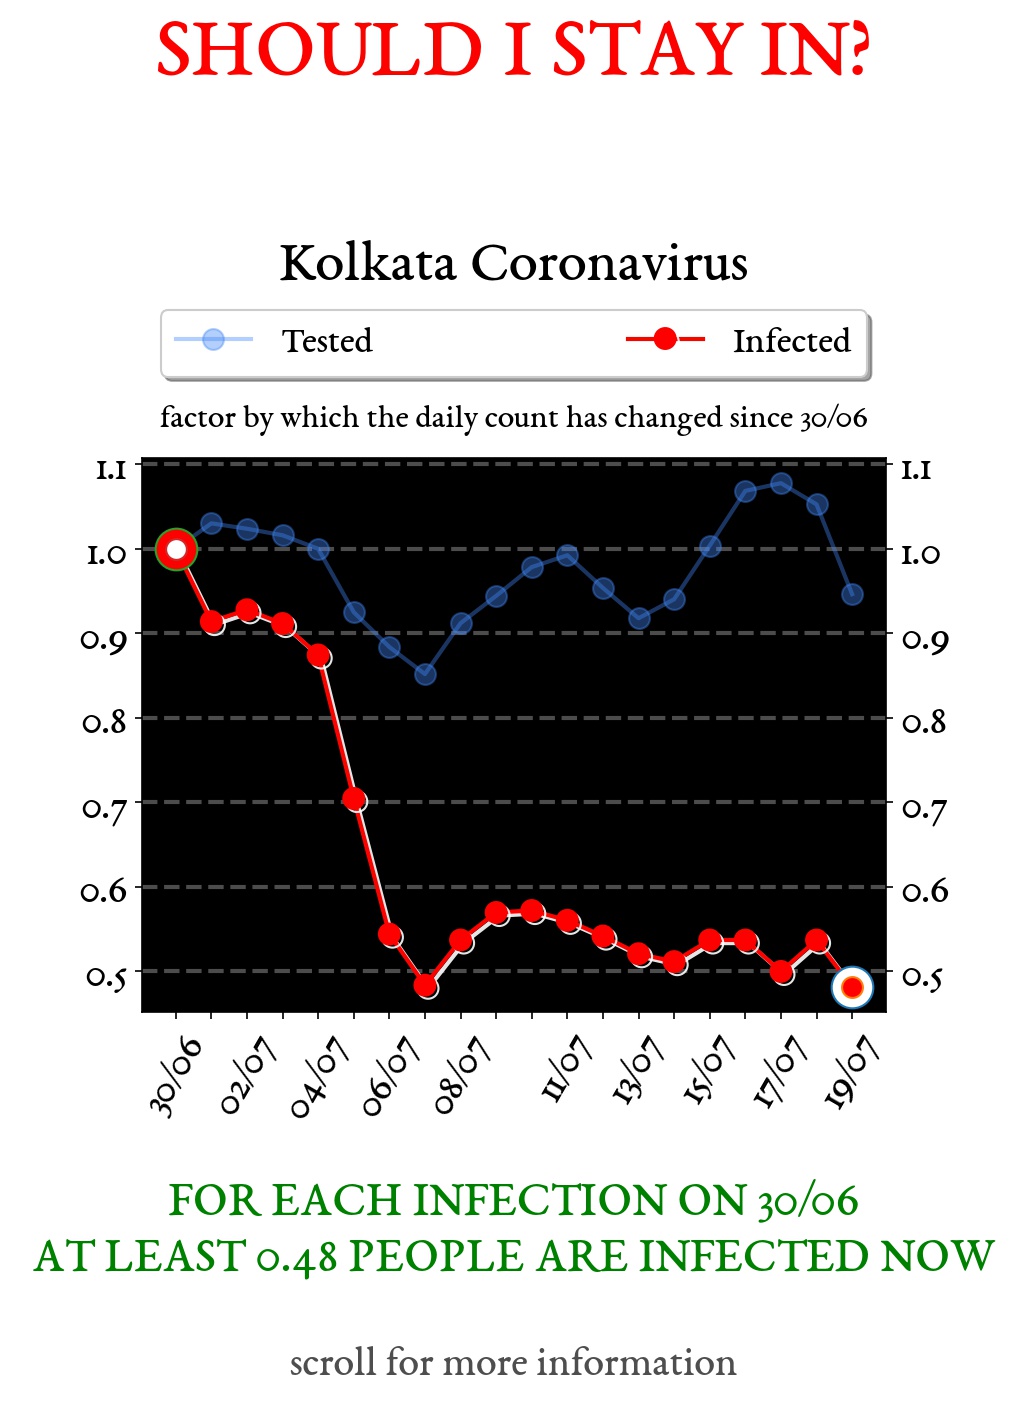 SHOULD I STAY IN?
Kolkata Coronavirus
Tested Infected
factor by which the daily count has changed since 30/06
1.1 1.1
1.0 1.0
0.9 0.9
0.8 0.8
0.7 0.7
0.6 0.6
0.5 0.5
30/06 02/07 04/07 06/07 08/07 11/07 13/07 15/07 17/07 19/07
FOR EACH INFECTION ON 30/06
AT LEAST 0.48 PEOPLE ARE INFECTED NOW
scroll for more information